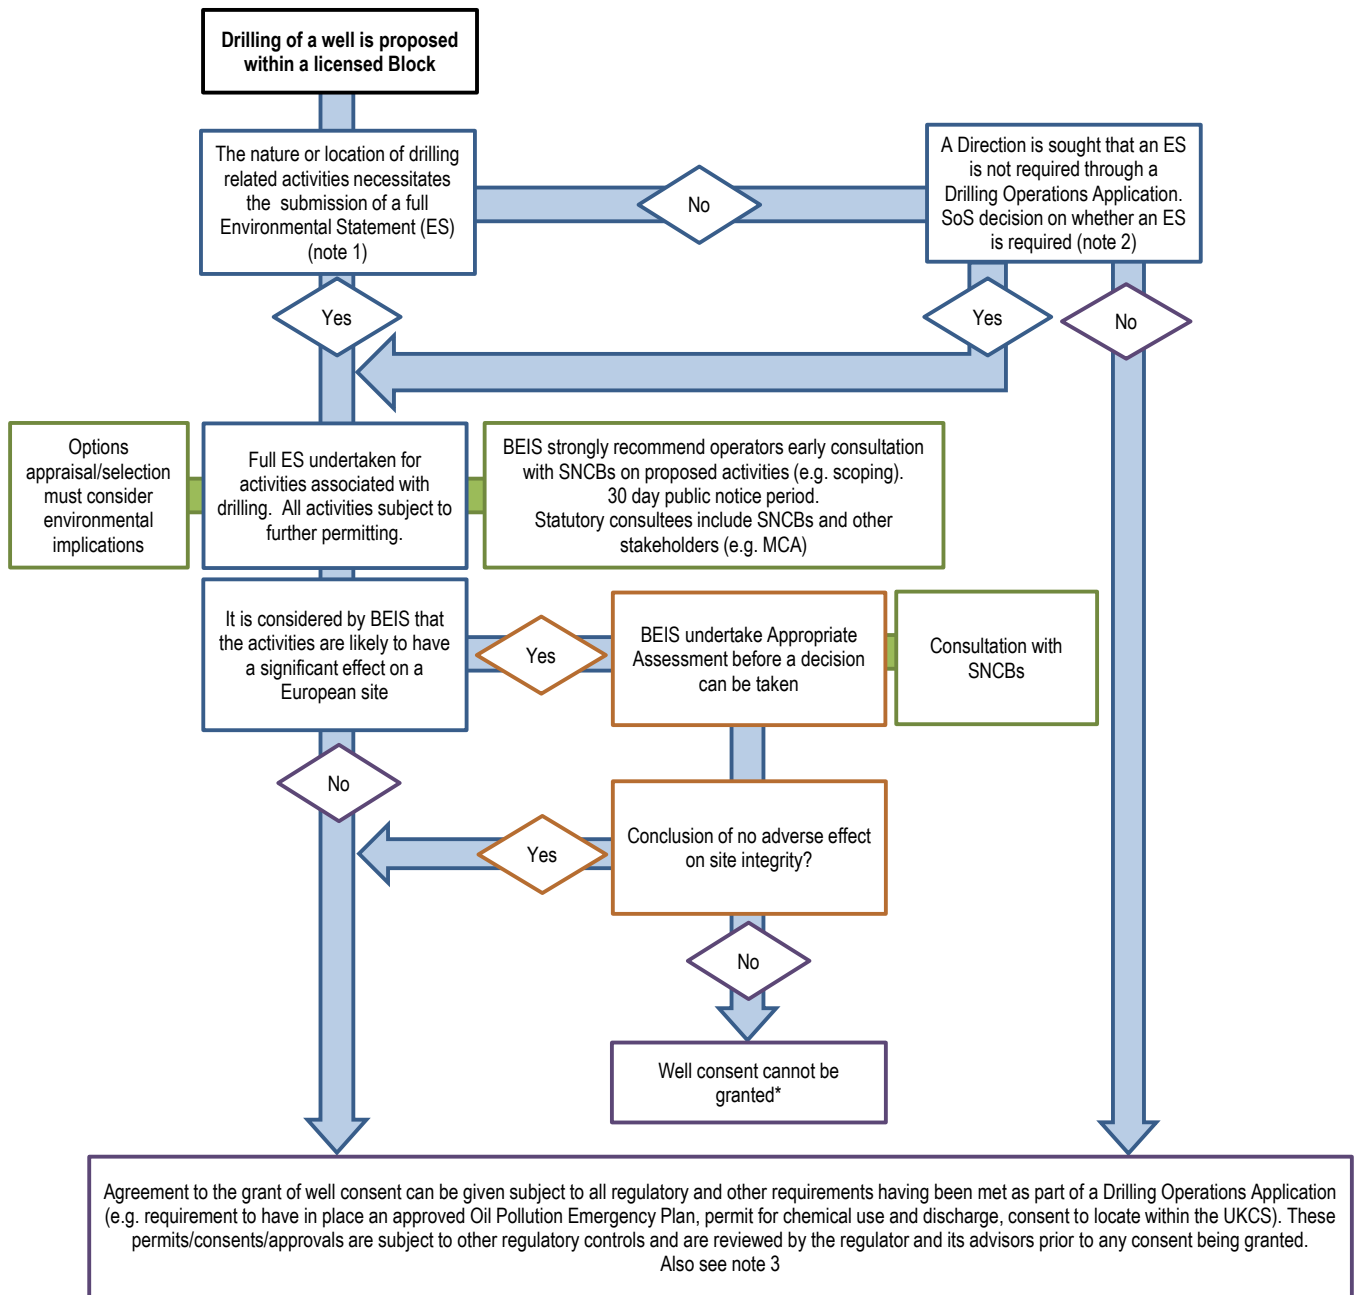 Drilling of a well is proposed
within a licensed Block
The nature or location of drilling
related activities necessitates
the submission of a full
Environmental Statement (ES)
(note 1)
No
A Direction is sought that an ES
is not required through a
Drilling Operations Application.
SoS decision on whether an ES
is required (note 2)
Yes
Yes
No
Options
appraisal/selection
must consider
environmental
implications
Full ES undertaken for
activities associated with
drilling. All activities subject to
further permitting.
BEIS strongly recommend operators early consultation
with SNCBs on proposed activities (e.g. scoping).
30 day public notice period.
Statutory consultees include SNCBs and other
stakeholders (e.g. MCA)
It is considered by BEIS that
the activities are likely to have
a significant effect on a
European site
Yes
BEIS undertake Appropriate
Assessment before a decision
can be taken
Consultation with
SNCBs
No
Yes
Conclusion of no adverse effect
on site integrity?
No
Well consent cannot be
granted*
Agreement to the grant of well consent can be given subject to all regulatory and other requirements having been met as part of a Drilling Operations Application
(e.g. requirement to have in place an approved Oil Pollution Emergency Plan, permit for chemical use and discharge, consent to locate within the UKCS). These
permits/consents/approvals are subject to other regulatory controls and are reviewed by the regulator and its advisors prior to any consent being granted.
Also see note 3